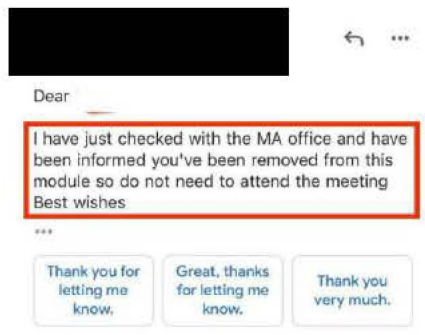 Dear
I have just checked with the MA office and have
been informed you've been removed from this
module so do not need to attend the meeting
Best wishes
Thank you for
letting me
know.
Great, thanks
for letting me
know.
Thank you
very much.